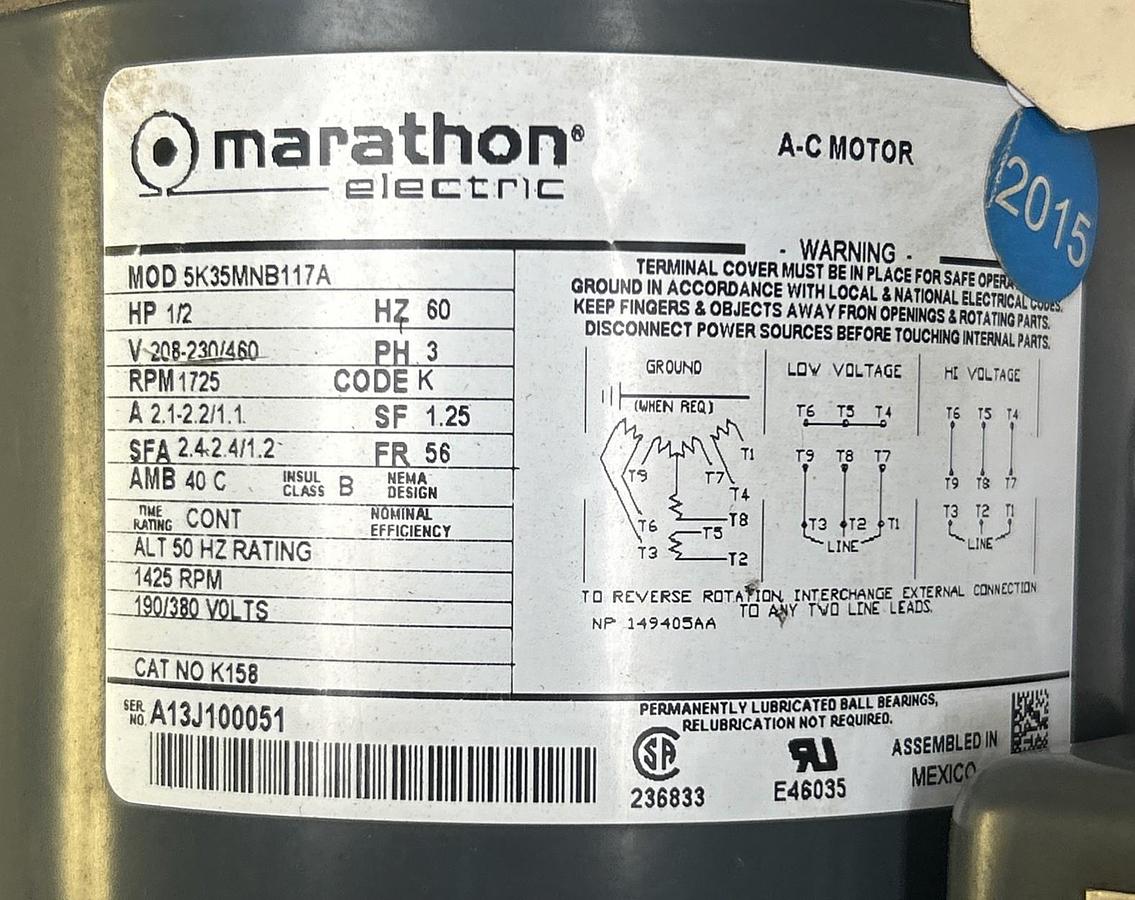 marathon®
electric
A-C MOTOR
2015
MOD 5K35MNB117A
HP 1/2 HZ 60
V 208-230/460 PH 3
RPM 1725 CODE K
A 2.1-2.2/1.1 SF 1.25
SFA 2.4-2.4/1.2 FR 56
AMB 40 C INSUL CLASS B NEMA DESIGN
TIME RATING CONT NOMINAL EFFICIENCY
ALT 50 HZ RATING
1425 RPM
190/380 VOLTS
CAT NO K158
- WARNING -
TERMINAL COVER MUST BE IN PLACE FOR SAFE
GROUND IN ACCORDANCE WITH LOCAL & NATIONAL ELECTRICAL CODES.
KEEP FINGERS & OBJECTS AWAY FRON OPENINGS & ROTATING PARTS.
DISCONNECT POWER SOURCES BEFORE TOUCHING INTERNAL PARTS.
GROUND
(WHEN REQ)
T1
T9
T7
T4
T6
T8
T5
T3
T2
LOW VOLTAGE
T6 T5 T4
T9 T8 T7
T3 T2 T1
LINE
HI VOLTAGE
T6 T5 T4
T9 T8 T7
T3 T2 T1
LINE
TO REVERSE ROTATION, INTERCHANGE EXTERNAL CONNECTION
TO ANY TWO LINE LEADS.
NP 149405AA
SER. NO. A13J100051
PERMANENTLY LUBRICATED BALL BEARINGS,
RELUBRICATION NOT REQUIRED.
SA
236833
RU
E46035
ASSEMBLED IN
MEXICO